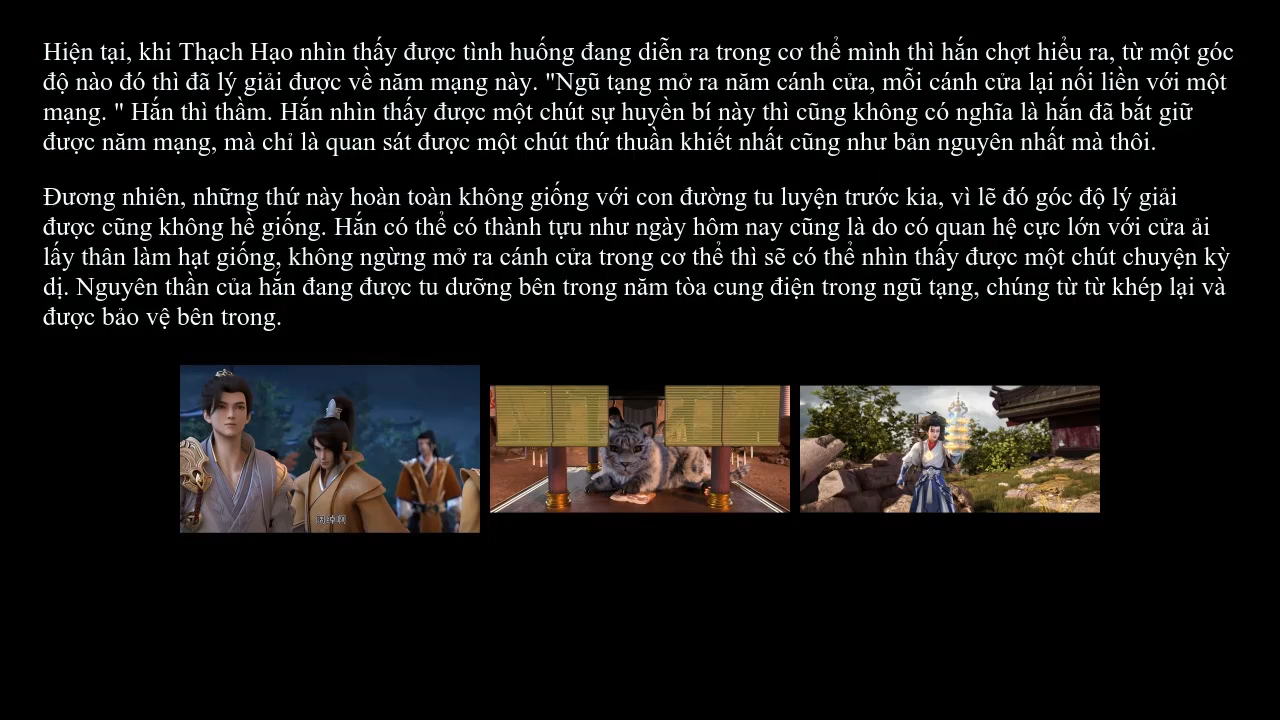 Hiện tại, khi Thạch Hạo nhìn thấy được tình huống đang diễn ra trong cơ thể mình thì hắn chợt hiểu ra, từ một góc
độ nào đó thì đã lý giải được về năm mạng này. "Ngũ tạng mở ra năm cánh cửa, mỗi cánh cửa lại nối liền với một
mạng. " Hắn thì thầm. Hắn nhìn thấy được một chút sự huyền bí này thì cũng không có nghĩa là hắn đã bắt giữ
được năm mạng, mà chỉ là quan sát được một chút thứ thuần khiết nhất cũng như bản nguyên nhất mà thôi.
Đương nhiên, những thứ này hoàn toàn không giống với con đường tu luyện trước kia, vì lẽ đó góc độ lý giải
được cũng không hề giống. Hắn có thể có thành tựu như ngày hôm nay cũng là do có quan hệ cực lớn với cửa ải
lấy thân làm hạt giống, không ngừng mở ra cánh cửa trong cơ thể thì sẽ có thể nhìn thấy được một chút chuyện kỳ
dị. Nguyên thần của hắn đang được tu dưỡng bên trong năm tòa cung điện trong ngũ tạng, chúng từ từ khép lại và
được bảo vệ bên trong.